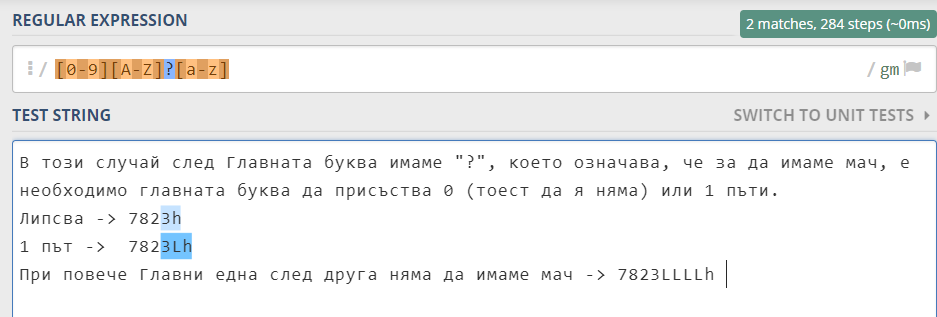 REGULAR EXPRESSION
2 matches, 284 steps (~0ms)
/ [0-9][A-Z]?[a-z] / gm
TEST STRING
SWITCH TO UNIT TESTS
В този случай след Главната буква имаме "?", което означава, че за да имаме мач, е
необходимо главната буква да присъства 0 (тоест да я няма) или 1 пъти.
Липсва -> 7823h
1 път ->  7823Lh
При повече Главни една след друга няма да имаме мач -> 7823LLLLh